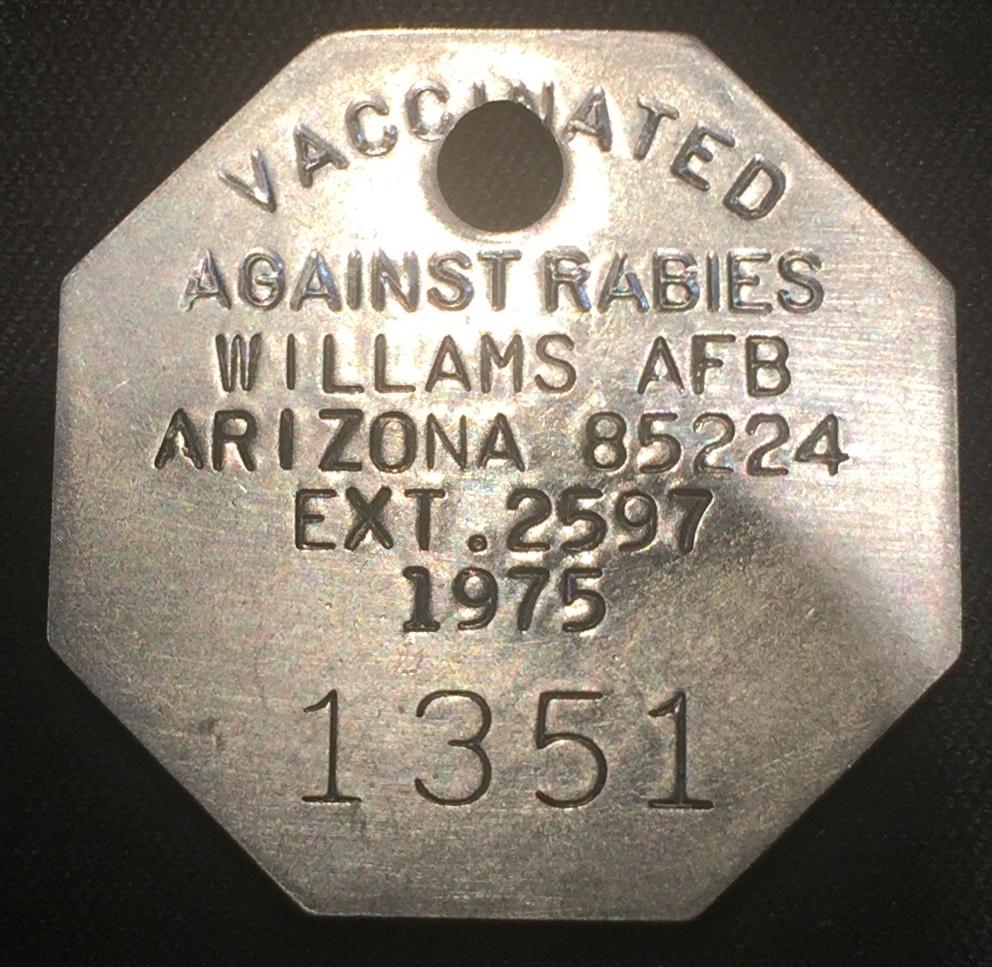 VACCINATED
AGAINST RABIES
WILLAMS AFB
ARIZONA 85224
EXT.2597
1975
1351